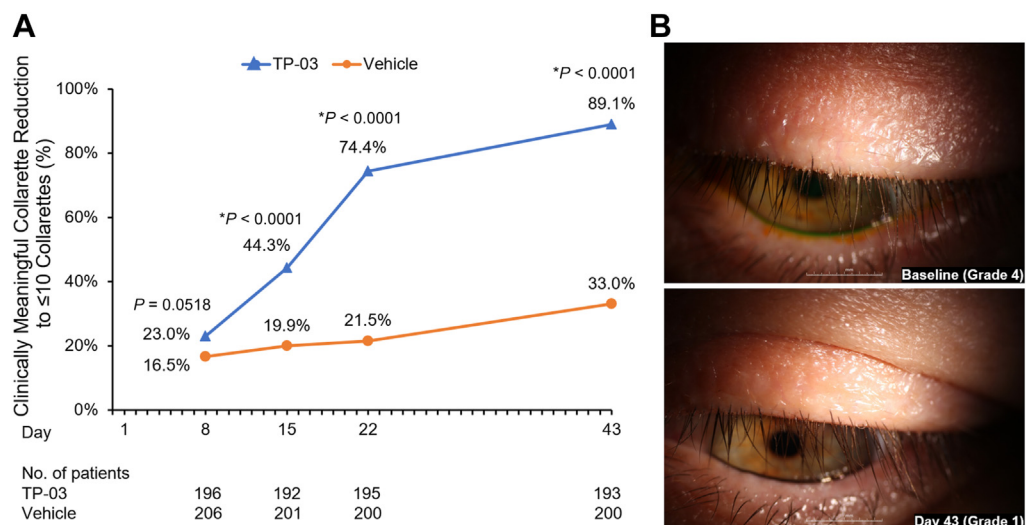 A
TP-03 Vehicle
Clinically Meaningful Collarette Reduction
to ≤10 Collarettes (%)
100%
80%
60%
40%
20%
0%
*P < 0.0001
89.1%
*P < 0.0001
74.4%
*P < 0.0001
44.3%
P = 0.0518
23.0%
16.5%
19.9%
21.5%
33.0%
Day 1 8 15 22 43
No. of patients
TP-03 196 192 195 193
Vehicle 206 201 200 200
B
Baseline (Grade 4)
Day 43 (Grade 1)